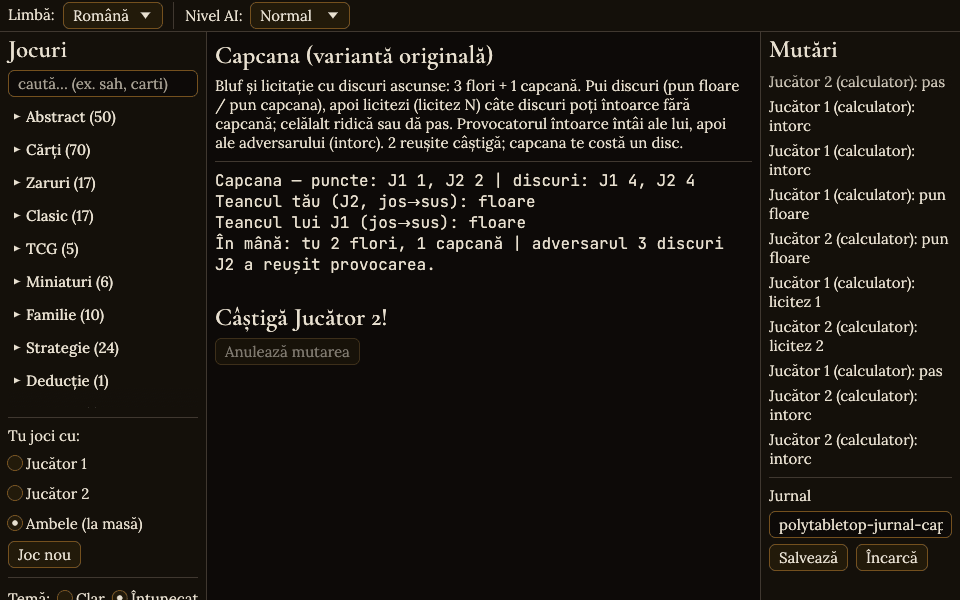 Limbă:
Română
Nivel AI:
Normal
Jocuri
caută... (ex. sah, carti)
Abstract (50)
Cărți (70)
Zaruri (17)
Clasic (17)
TCG (5)
Miniaturi (6)
Familie (10)
Strategie (24)
Deducție (1)
Tu joci cu:
Jucător 1
Jucător 2
Ambele (la masă)
Joc nou
Temă:
Clar
Întunecat
Capcana (variantă originală)
Bluf și licitație cu discuri ascunse: 3 flori + 1 capcană. Pui discuri (pun floare
/ pun capcana), apoi licitezi (licitez N) câte discuri poți întoarce fără
capcană; celălalt ridică sau dă pas. Provocatorul întoarce întâi ale lui, apoi
ale adversarului (intorc). 2 reușite câștigă; capcana te costă un disc.
Capcana — puncte: J1 1, J2 2 | discuri: J1 4, J2 4
Teancul tău (J2, jos→sus): floare
Teancul lui J1 (jos→sus): floare
În mână: tu 2 flori, 1 capcană | adversarul 3 discuri
J2 a reușit provocarea.
Câștigă Jucător 2!
Anulează mutarea
Mutări
Jucător 2 (calculator): pas
Jucător 1 (calculator):
intorc
Jucător 1 (calculator):
intorc
Jucător 1 (calculator): pun
floare
Jucător 2 (calculator): pun
floare
Jucător 1 (calculator):
licitez 1
Jucător 2 (calculator):
licitez 2
Jucător 1 (calculator): pas
Jucător 2 (calculator):
intorc
Jucător 2 (calculator):
intorc
Jurnal
polytabletop-jurnal-cap
Salvează
Încarcă